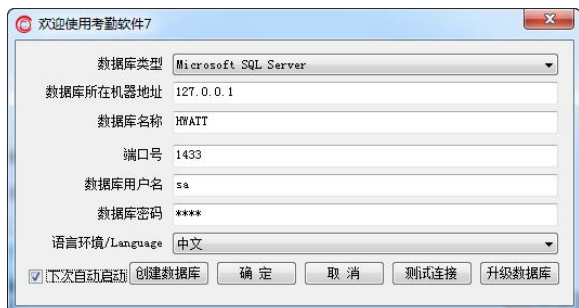 欢迎使用考勤软件7
数据库类型 Microsoft SQL Server
数据库所在机器地址 127.0.0.1
数据库名称 HWATT
端口号 1433
数据库用户名 sa
数据库密码 ****
语言环境/Language 中文
下次自动启动 创建数据库 确 定 取 消 测试连接 升级数据库